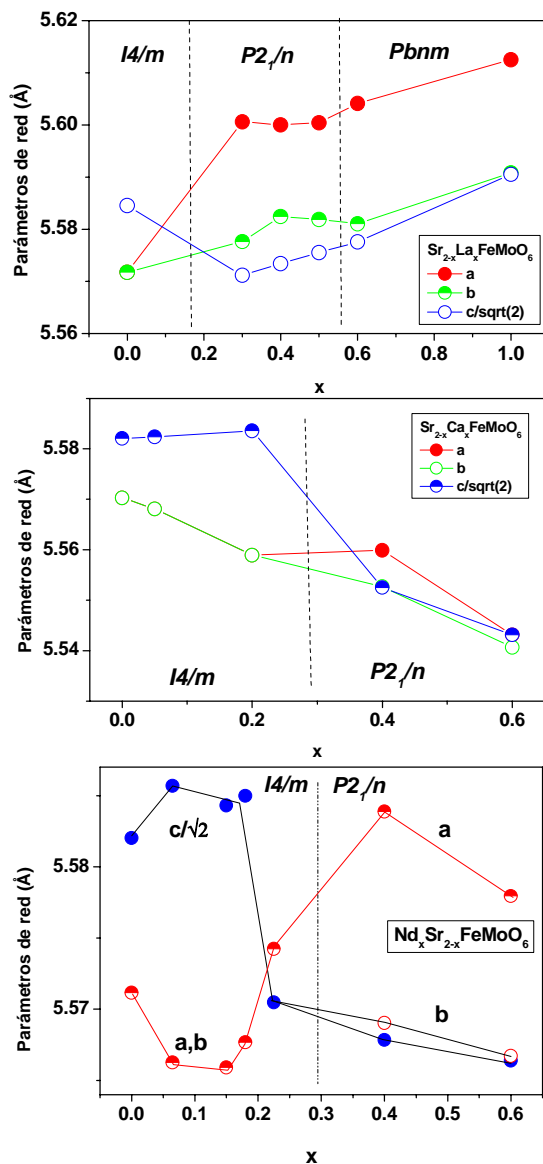 I4/m P2₁/n Pbnm
5.62
5.60
5.58
5.56
Parámetros de red (Å)
Sr₂₋ₓLaₓFeMoO₆
a
b
c/sqrt(2)
0.0 0.2 0.4 0.6 0.8 1.0
x
5.58
5.56
5.54
Parámetros de red (Å)
Sr₂₋ₓCaₓFeMoO₆
a
b
c/sqrt(2)
I4/m P2₁/n
0.0 0.2 0.4 0.6
x
I4/m P2₁/n
c/√2
a
5.58
Parámetros de red (Å)
NdₓSr₂₋ₓFeMoO₆
5.57
b
a,b
0.0 0.1 0.2 0.3 0.4 0.5 0.6
x